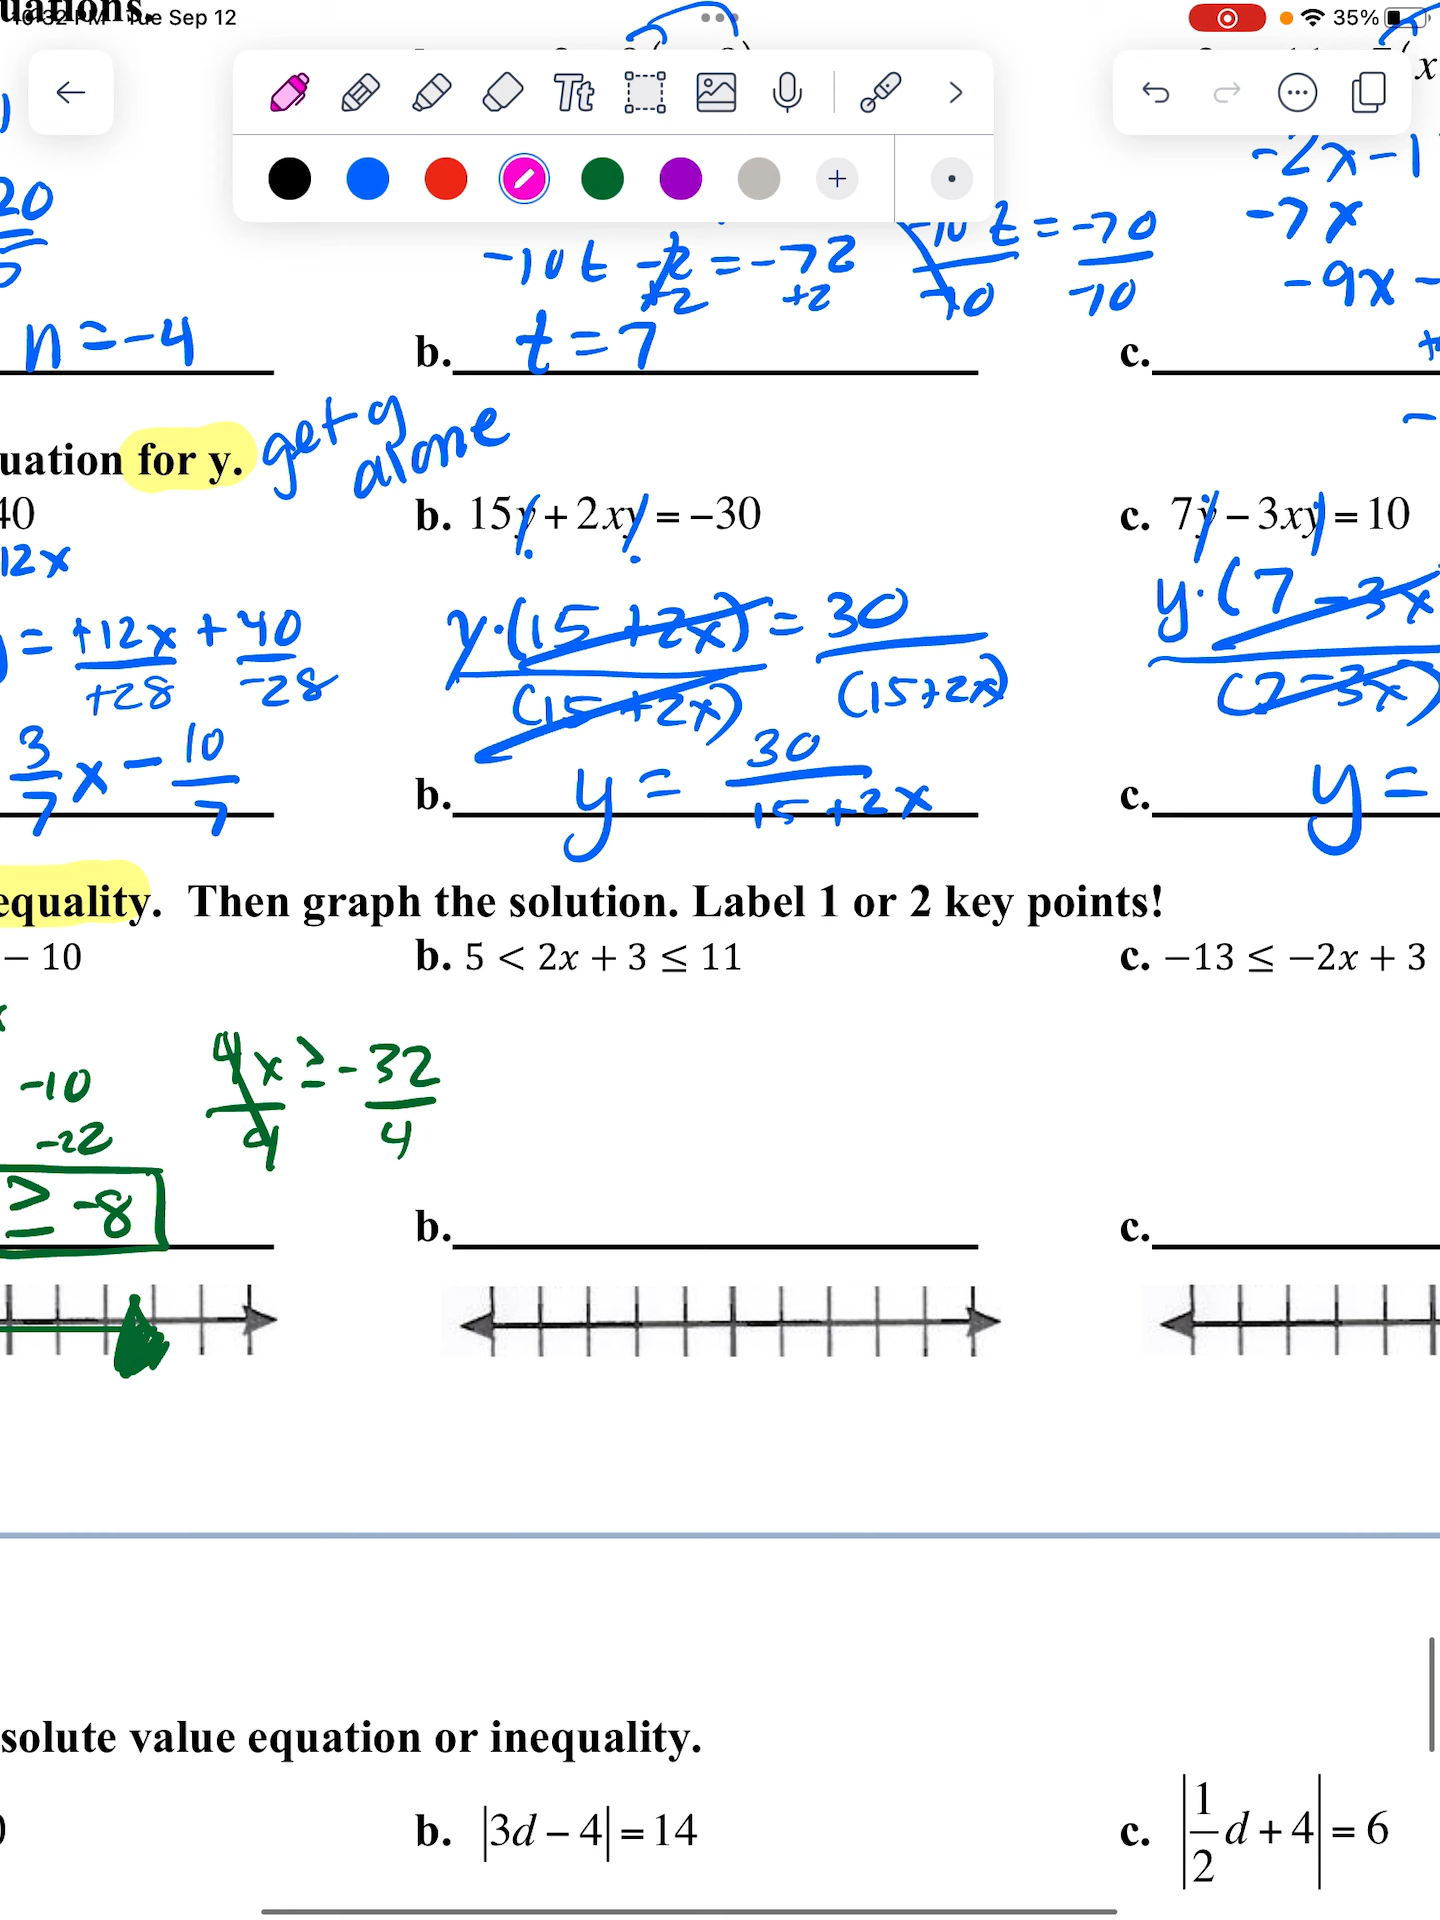 Tue Sep 12
35%
Tt
x
20
-2x-1
-7x
-10t -2 = -72
+2 +2
-10t = -70
-10 -10
-9x -
n = -4
b. t = 7
c.
for y. get y alone
40
b. 15y + 2xy = −30
c. 7y − 3xy = 10
12x
y·(15+2x) = 30
(15+2x) (15+2x)
y·(7-3x
(7-3x)
= +12x + 40
+28 -28
3/7 x - 10/7
b. y = 30/15+2x
c. y =
equality. Then graph the solution. Label 1 or 2 key points!
− 10
b. 5 < 2x + 3 ≤ 11
c. −13 ≤ −2x + 3
-10
-22
4x ≥ -32
4 4
≥ -8
b.
c.
solute value equation or inequality.
b. |3d − 4| = 14
c. |1/2 d + 4| = 6